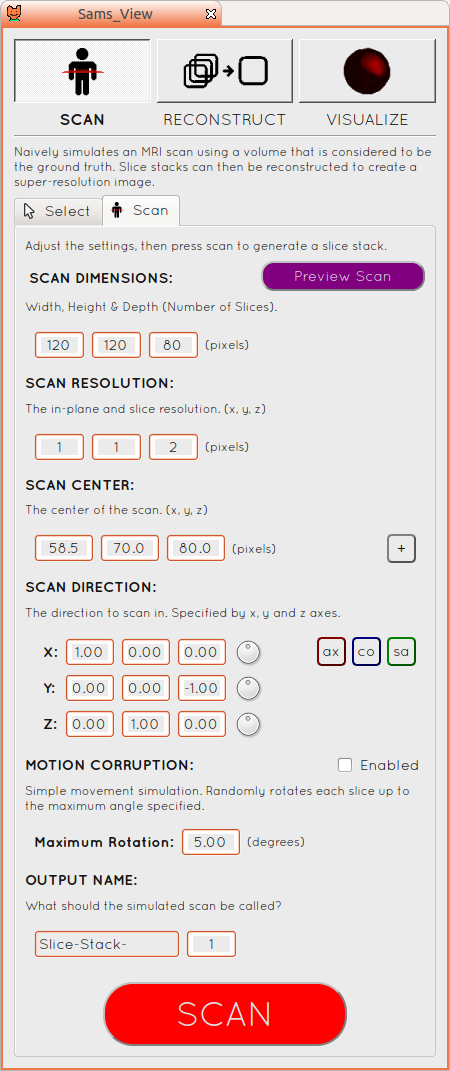 Sams_View
SCAN RECONSTRUCT VISUALIZE
Naively simulates an MRI scan using a volume that is considered to be
the ground truth. Slice stacks can then be reconstructed to create a
super-resolution image.
Select Scan
Adjust the settings, then press scan to generate a slice stack.
SCAN DIMENSIONS: Preview Scan
Width, Height & Depth (Number of Slices).
120 120 80 (pixels)
SCAN RESOLUTION:
The in-plane and slice resolution. (x, y, z)
1 1 2 (pixels)
SCAN CENTER:
The center of the scan. (x, y, z)
58.5 70.0 80.0 (pixels) +
SCAN DIRECTION:
The direction to scan in. Specified by x, y and z axes.
X: 1.00 0.00 0.00 ax co sa
Y: 0.00 0.00 -1.00
Z: 0.00 1.00 0.00
MOTION CORRUPTION: Enabled
Simple movement simulation. Randomly rotates each slice up to
the maximum angle specified.
Maximum Rotation: 5.00 (degrees)
OUTPUT NAME:
What should the simulated scan be called?
Slice-Stack- 1
SCAN